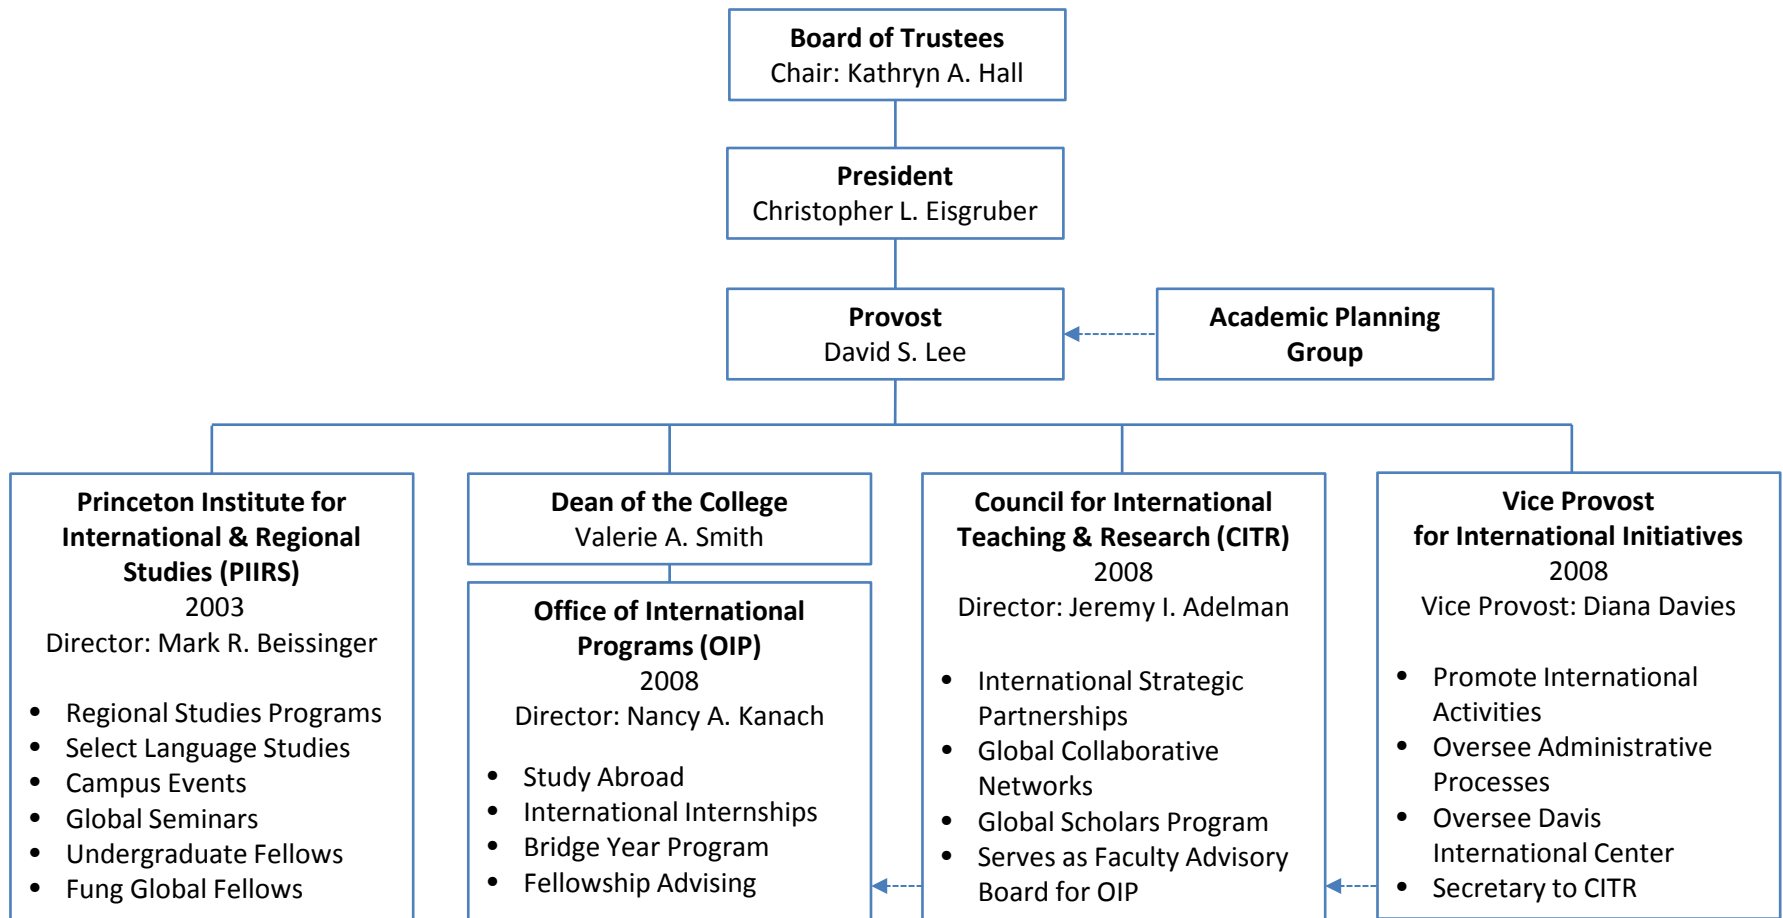 Board of Trustees
Chair: Kathryn A. Hall
President
Christopher L. Eisgruber
Provost
David S. Lee
Academic Planning
Group
Princeton Institute for
International & Regional
Studies (PIIRS)
2003
Director: Mark R. Beissinger
• Regional Studies Programs
• Select Language Studies
• Campus Events
• Global Seminars
• Undergraduate Fellows
• Fung Global Fellows
Dean of the College
Valerie A. Smith
Office of International
Programs (OIP)
2008
Director: Nancy A. Kanach
• Study Abroad
• International Internships
• Bridge Year Program
• Fellowship Advising
Council for International
Teaching & Research (CITR)
2008
Director: Jeremy I. Adelman
• International Strategic
Partnerships
• Global Collaborative
Networks
• Global Scholars Program
• Serves as Faculty Advisory
Board for OIP
Vice Provost
for International Initiatives
2008
Vice Provost: Diana Davies
• Promote International
Activities
• Oversee Administrative
Processes
• Oversee Davis
International Center
• Secretary to CITR